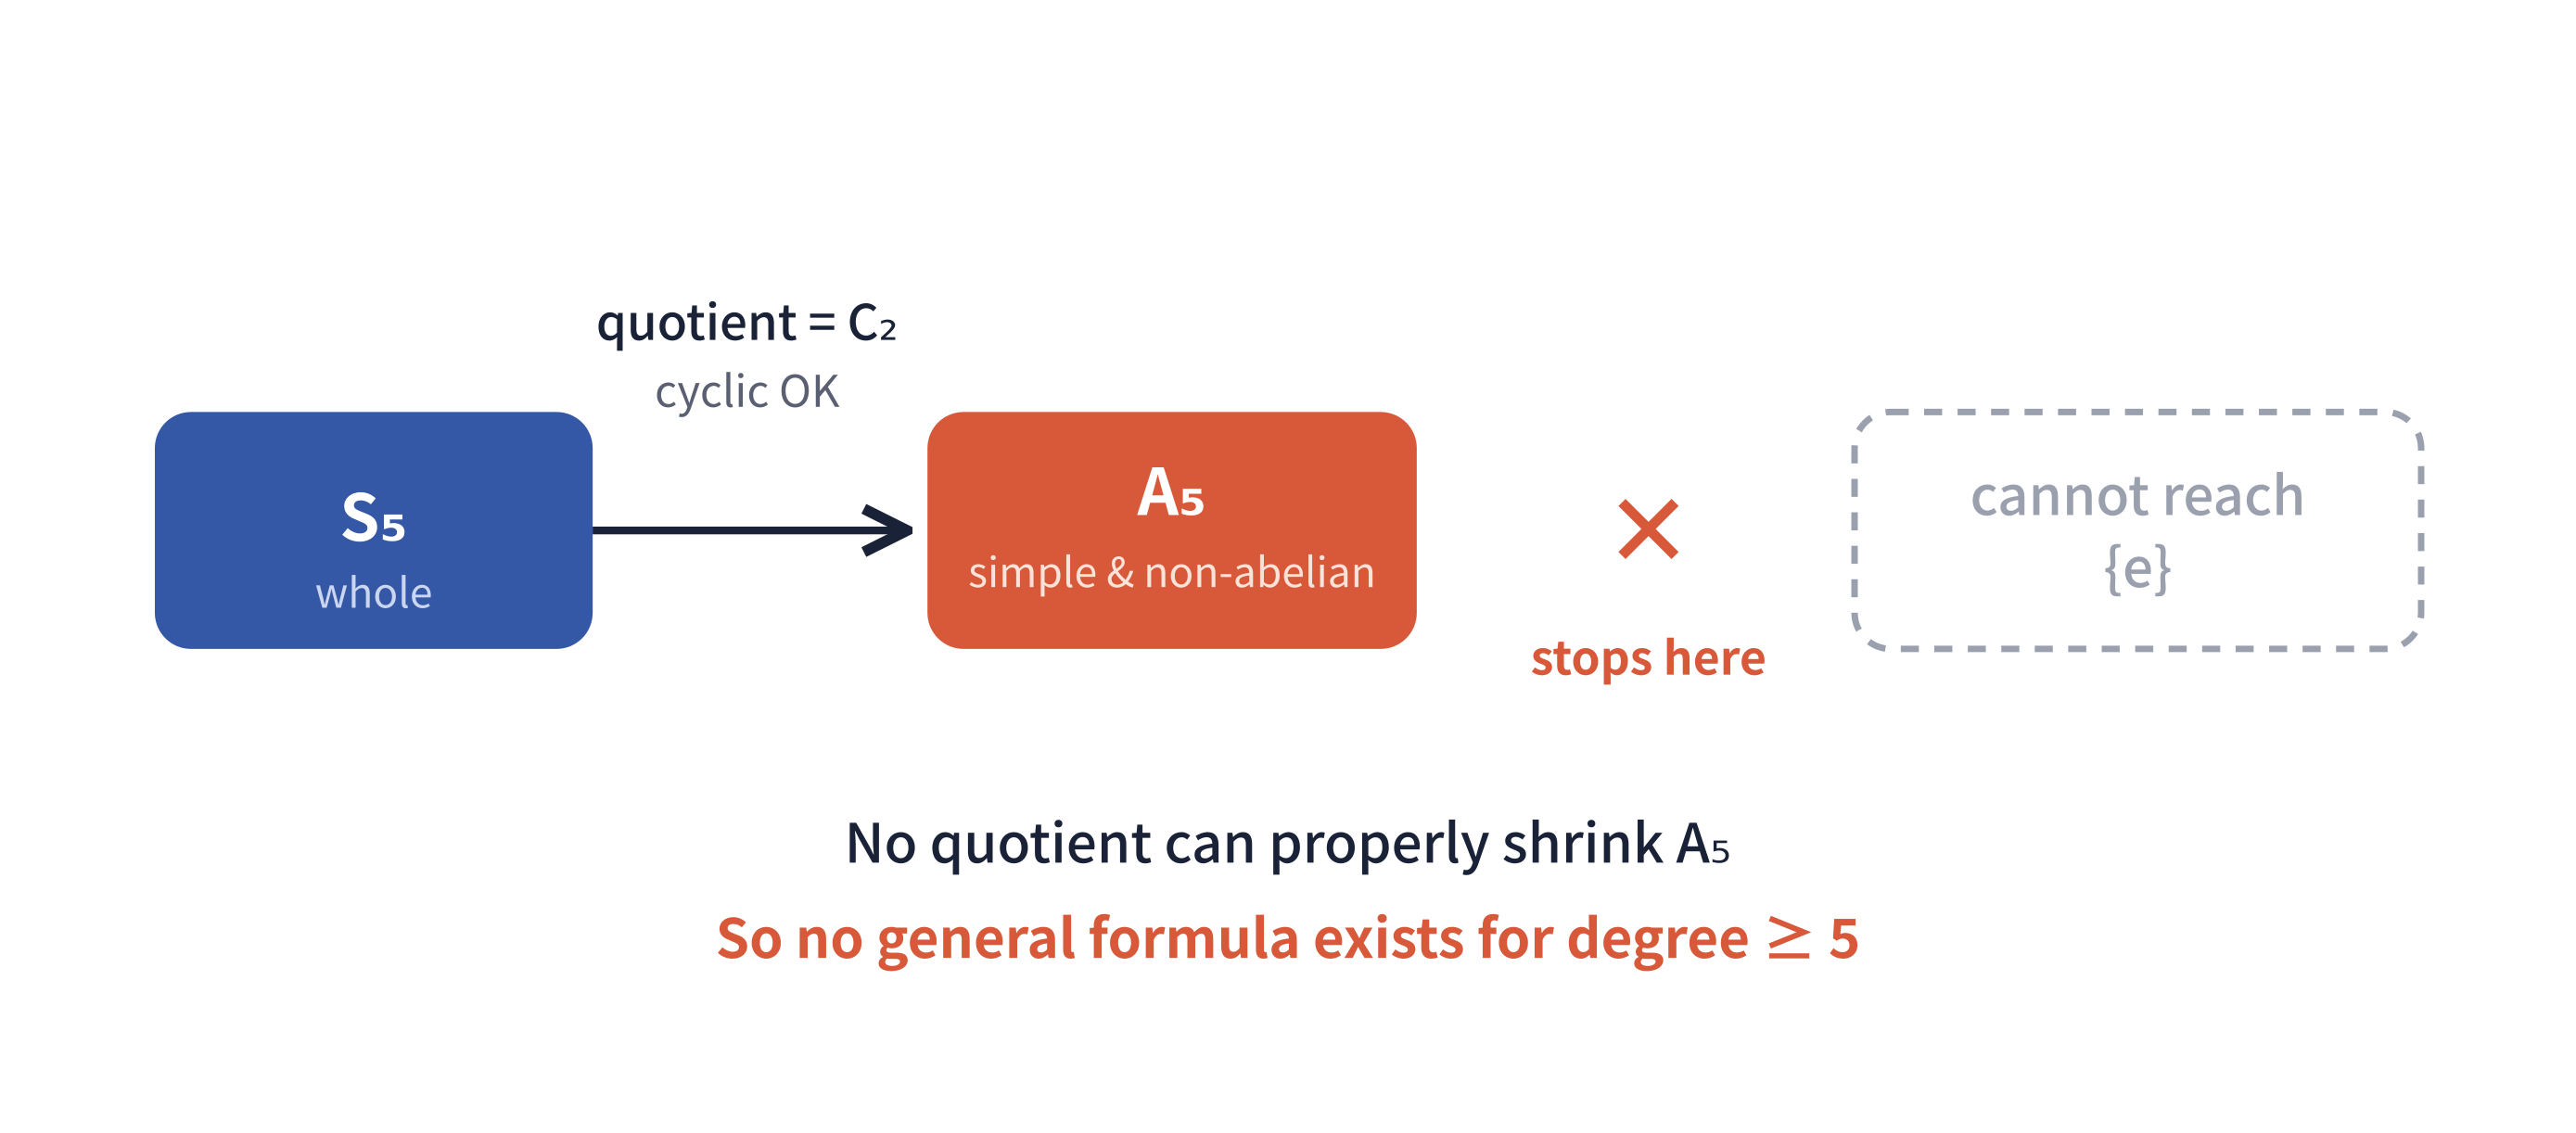 quotient = C₂
cyclic OK
S₅
whole
A₅
simple & non-abelian
×
stops here
cannot reach
{e}
No quotient can properly shrink A₅
So no general formula exists for degree ≥ 5